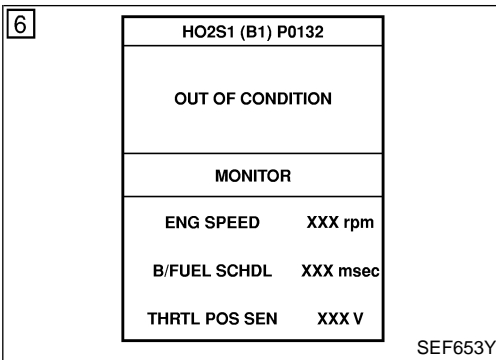 6
HO2S1 (B1) P0132
OUT OF CONDITION
MONITOR
ENG SPEED XXX rpm
B/FUEL SCHDL XXX msec
THRTL POS SEN XXX V
SEF653Y